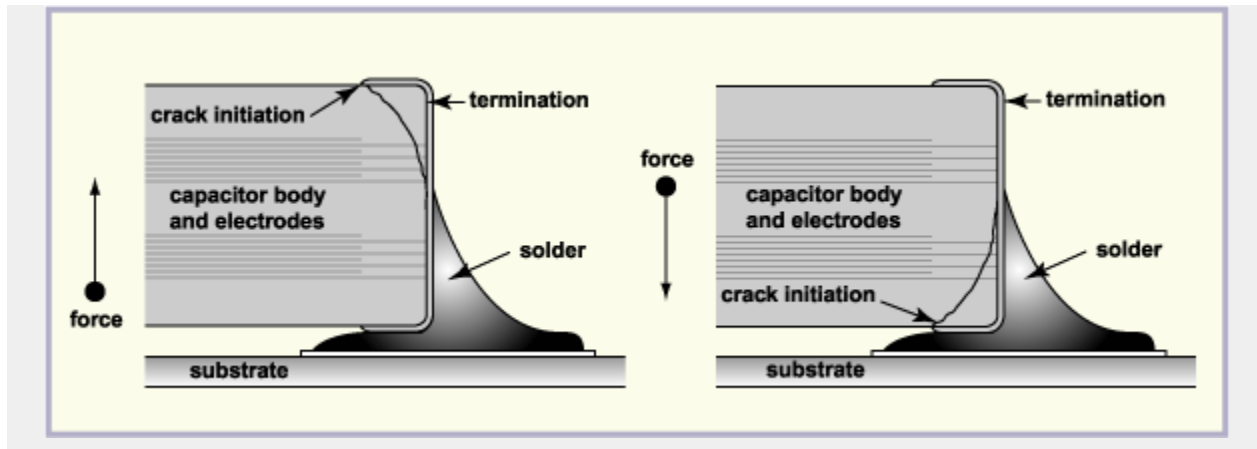 crack initiation
termination
capacitor body
and electrodes
solder
force
substrate
termination
force
capacitor body
and electrodes
solder
crack initiation
substrate